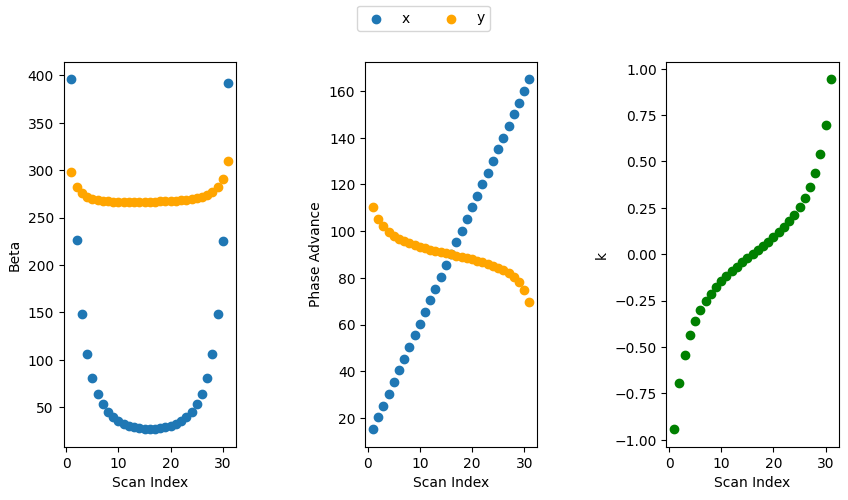 x y
400
350
300
250
200
150
100
50
Beta
0 10 20 30
Scan Index
160
140
120
100
80
60
40
20
Phase Advance
0 10 20 30
Scan Index
1.00
0.75
0.50
0.25
0.00
−0.25
−0.50
−0.75
−1.00
k
0 10 20 30
Scan Index